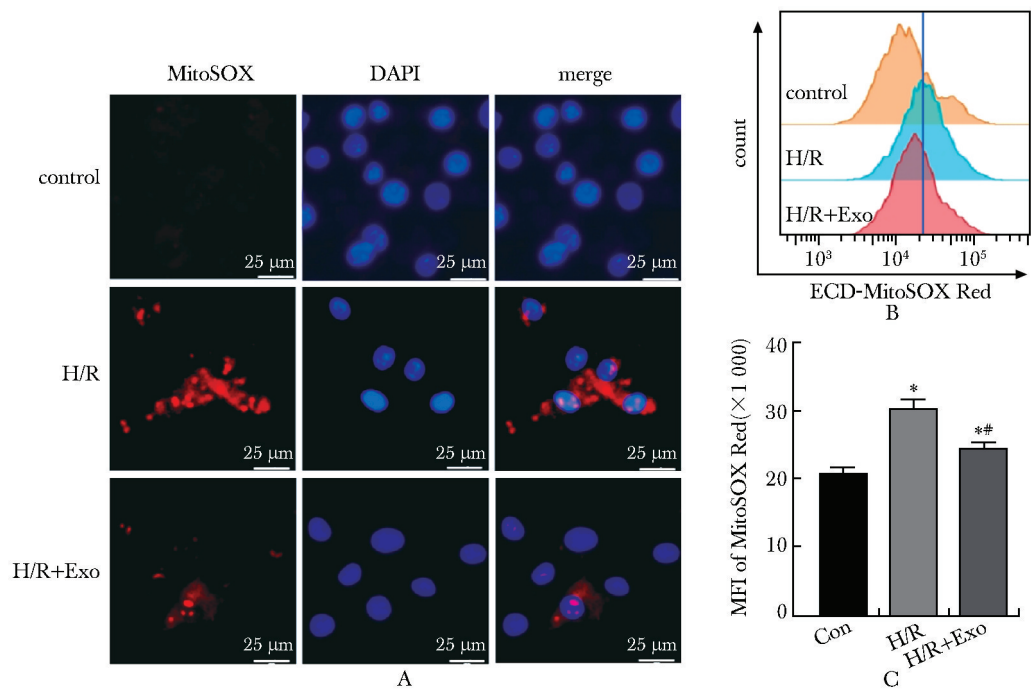 MitoSOX DAPI merge
control
25 μm 25 μm 25 μm
H/R
25 μm 25 μm 25 μm
H/R+Exo
25 μm 25 μm 25 μm
A
count
control
H/R
H/R+Exo
10³ 10⁴ 10⁵
ECD-MitoSOX Red
B
MFI of MitoSOX Red(×1 000)
40
30
20
10
0
*
*#
Con H/R H/R+Exo
C